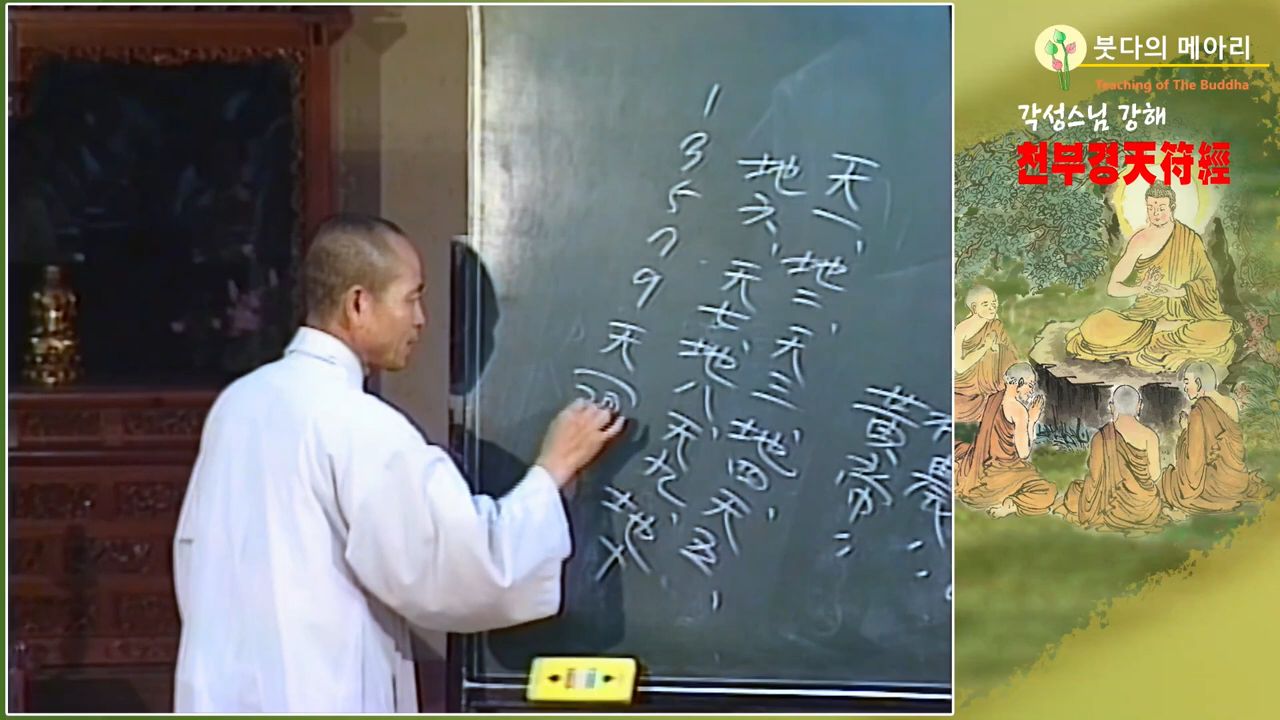 붓다의 메아리
Teaching of The Buddha
각성스님 강해
천부경天符經
天一、地二、天三、地四、天五、
地六、天七、地八、天九、地十
1 3 5 7 9 天